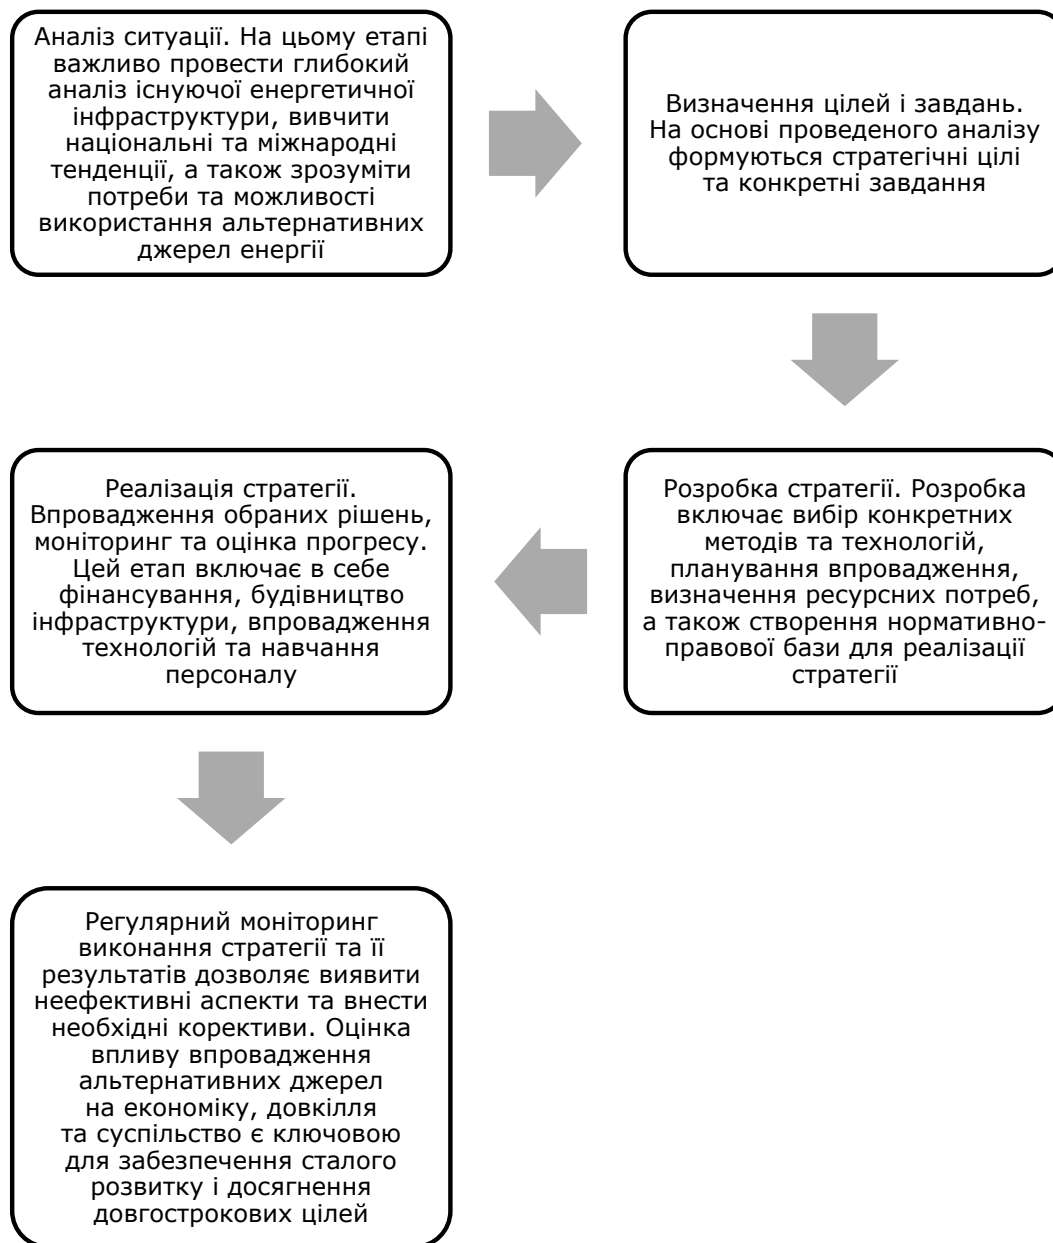 Аналіз ситуації. На цьому етапі
важливо провести глибокий
аналіз існуючої енергетичної
інфраструктури, вивчити
національні та міжнародні
тенденції, а також зрозуміти
потреби та можливості
використання альтернативних
джерел енергії
Визначення цілей і завдань.
На основі проведеного аналізу
формуються стратегічні цілі
та конкретні завдання
Розробка стратегії. Розробка
включає вибір конкретних
методів та технологій,
планування впровадження,
визначення ресурсних потреб,
а також створення нормативно-
правової бази для реалізації
стратегії
Реалізація стратегії.
Впровадження обраних рішень,
моніторинг та оцінка прогресу.
Цей етап включає в себе
фінансування, будівництво
інфраструктури, впровадження
технологій та навчання
персоналу
Регулярний моніторинг
виконання стратегії та її
результатів дозволяє виявити
неефективні аспекти та внести
необхідні корективи. Оцінка
впливу впровадження
альтернативних джерел
на економіку, довкілля
та суспільство є ключовою
для забезпечення сталого
розвитку і досягнення
довгострокових цілей